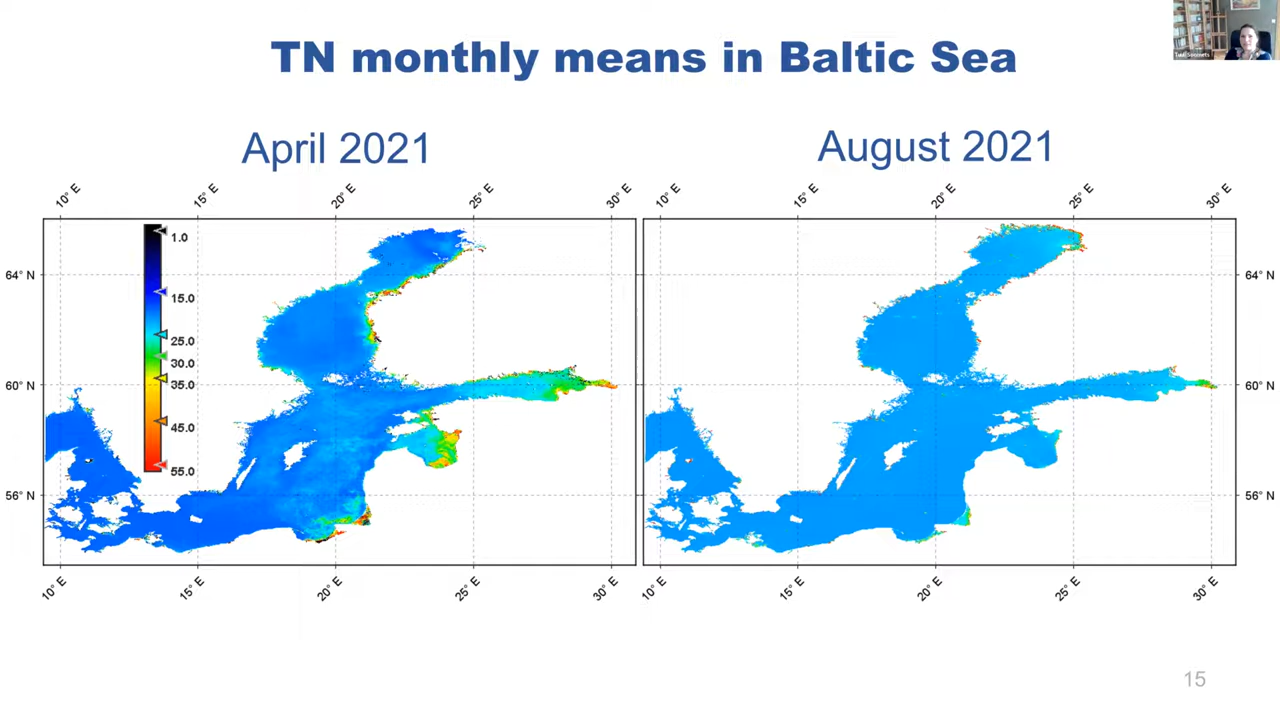 TN monthly means in Baltic Sea
April 2021
August 2021
10° E
15° E
20° E
25° E
30° E
10° E
15° E
20° E
25° E
30° E
64° N
60° N
56° N
1.0
15.0
25.0
30.0
35.0
45.0
55.0
64° N
60° N
56° N
10° E
15° E
20° E
25° E
30° E
10° E
15° E
20° E
25° E
30° E
15